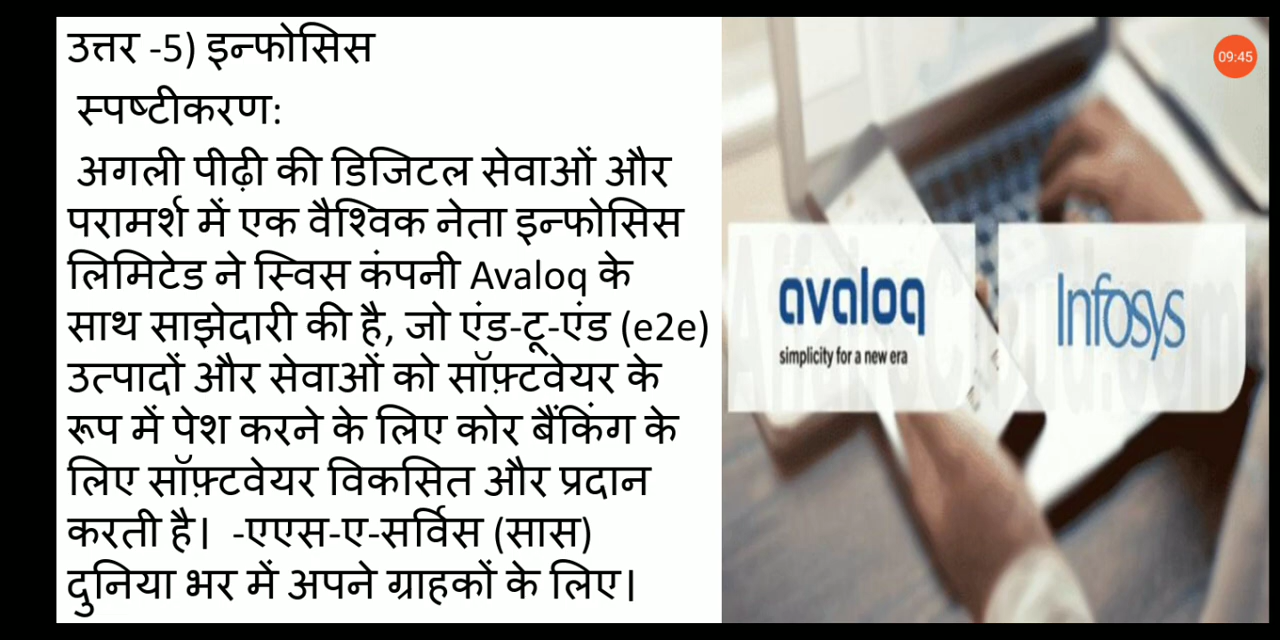 उत्तर -5) इन्फोसिस
स्पष्टीकरण:
अगली पीढ़ी की डिजिटल सेवाओं और
परामर्श में एक वैश्विक नेता इन्फोसिस
लिमिटेड ने स्विस कंपनी Avaloq के
साथ साझेदारी की है, जो एंड-टू-एंड (e2e)
उत्पादों और सेवाओं को सॉफ़्टवेयर के
रूप में पेश करने के लिए कोर बैंकिंग के
लिए सॉफ़्टवेयर विकसित और प्रदान
करती है। -एएस-ए-सर्विस (सास)
दुनिया भर में अपने ग्राहकों के लिए।
09:45
avaloq
simplicity for a new era
Infosys